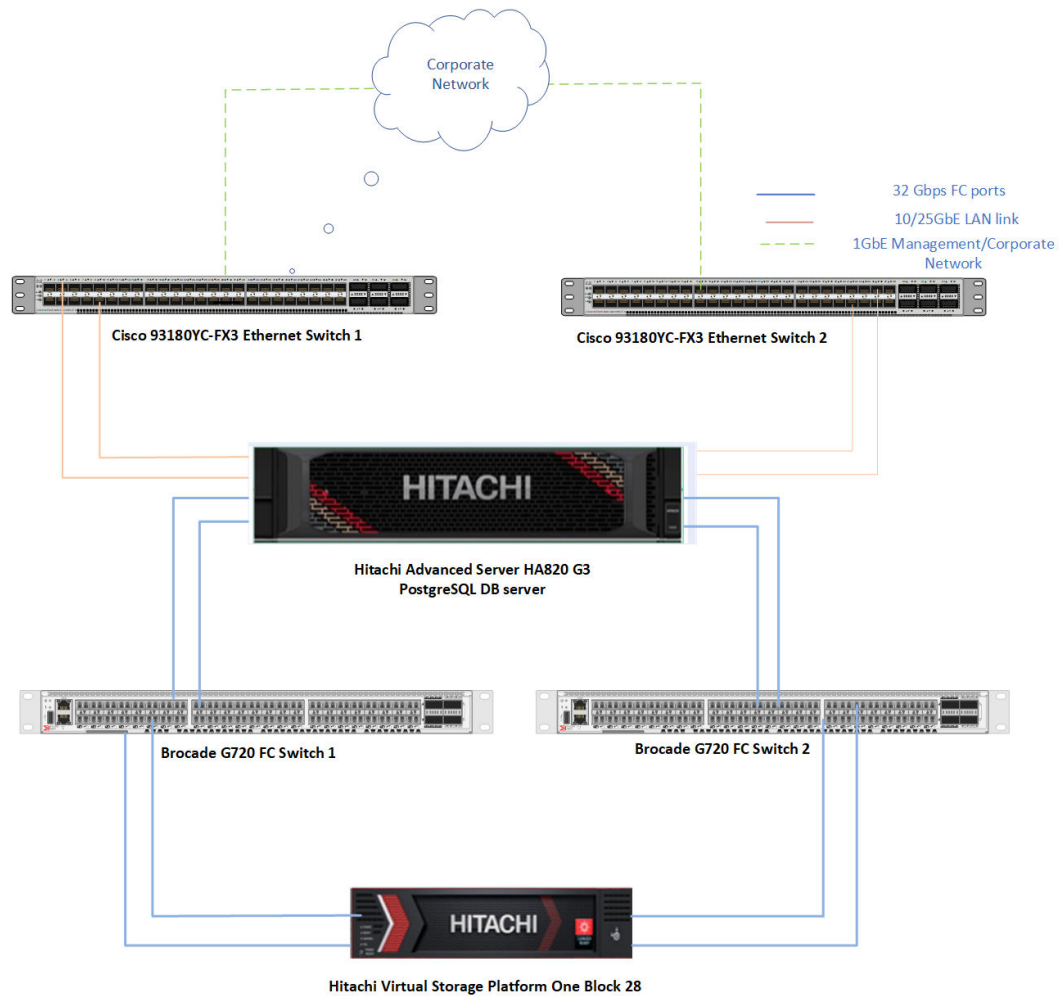 Corporate
Network
32 Gbps FC ports
10/25GbE LAN link
1GbE Management/Corporate
Network
Cisco 93180YC-FX3 Ethernet Switch 1
Cisco 93180YC-FX3 Ethernet Switch 2
HITACHI
Hitachi Advanced Server HA820 G3
PostgreSQL DB server
Brocade G720 FC Switch 1
Brocade G720 FC Switch 2
HITACHI
Hitachi Virtual Storage Platform One Block 28